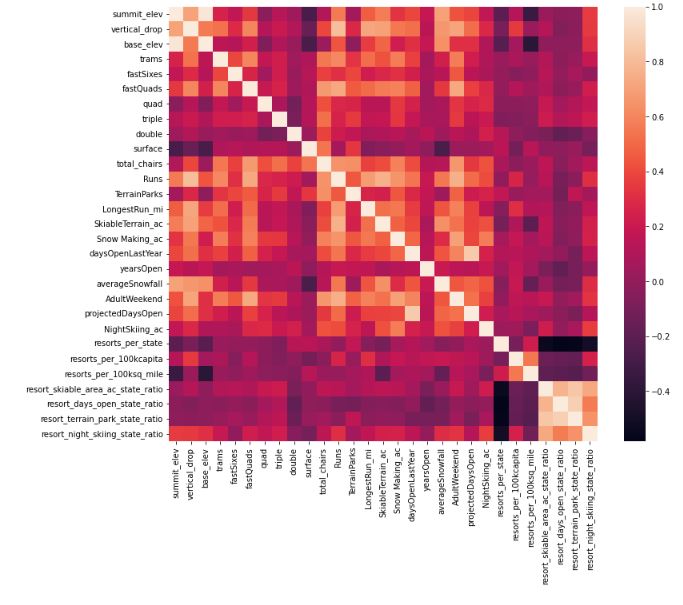 summit_elev
vertical_drop
base_elev
trams
fastSixes
fastQuads
quad
triple
double
surface
total_chairs
Runs
TerrainParks
LongestRun_mi
SkiableTerrain_ac
Snow Making_ac
daysOpenLastYear
yearsOpen
averageSnowfall
AdultWeekend
projectedDaysOpen
NightSkiing_ac
resorts_per_state
resorts_per_100kcapita
resorts_per_100ksq_mile
resort_skiable_area_ac_state_ratio
resort_days_open_state_ratio
resort_terrain_park_state_ratio
resort_night_skiing_state_ratio
summit_elev
vertical_drop
base_elev
trams
fastSixes
fastQuads
quad
triple
double
surface
total_chairs
Runs
TerrainParks
LongestRun_mi
SkiableTerrain_ac
Snow Making_ac
daysOpenLastYear
yearsOpen
averageSnowfall
AdultWeekend
projectedDaysOpen
NightSkiing_ac
resorts_per_state
resorts_per_100kcapita
resorts_per_100ksq_mile
resort_skiable_area_ac_state_ratio
resort_days_open_state_ratio
resort_terrain_park_state_ratio
resort_night_skiing_state_ratio
1.0
0.8
0.6
0.4
0.2
0.0
−0.2
−0.4